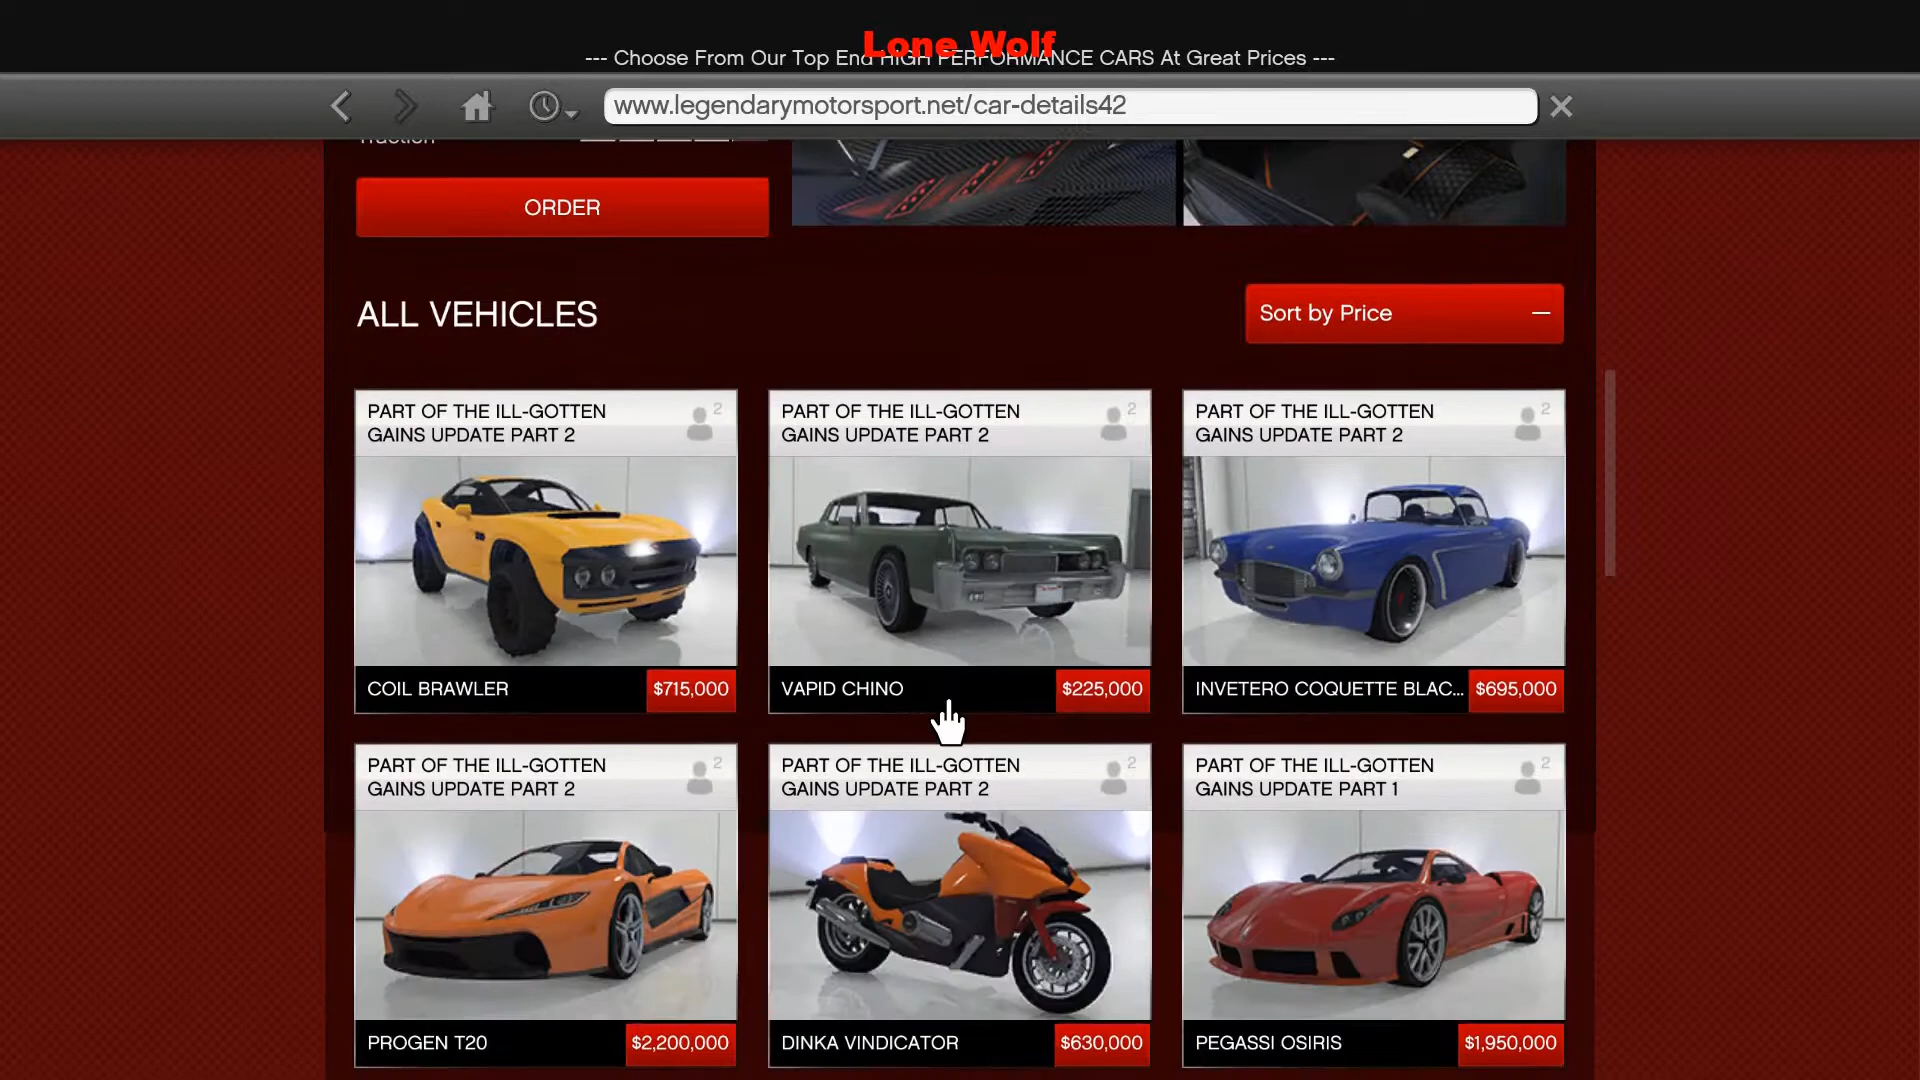 Lone Wolf
--- Choose From Our Top End HIGH PERFORMANCE CARS At Great Prices ---
www.legendarymotorsport.net/car-details42
Traction
ORDER
ALL VEHICLES
Sort by Price
PART OF THE ILL-GOTTEN
GAINS UPDATE PART 2
2
PART OF THE ILL-GOTTEN
GAINS UPDATE PART 2
2
PART OF THE ILL-GOTTEN
GAINS UPDATE PART 2
2
COIL BRAWLER
$715,000
VAPID CHINO
$225,000
INVETERO COQUETTE BLAC...
$695,000
PART OF THE ILL-GOTTEN
GAINS UPDATE PART 2
2
PART OF THE ILL-GOTTEN
GAINS UPDATE PART 2
2
PART OF THE ILL-GOTTEN
GAINS UPDATE PART 1
2
PROGEN T20
$2,200,000
DINKA VINDICATOR
$630,000
PEGASSI OSIRIS
$1,950,000